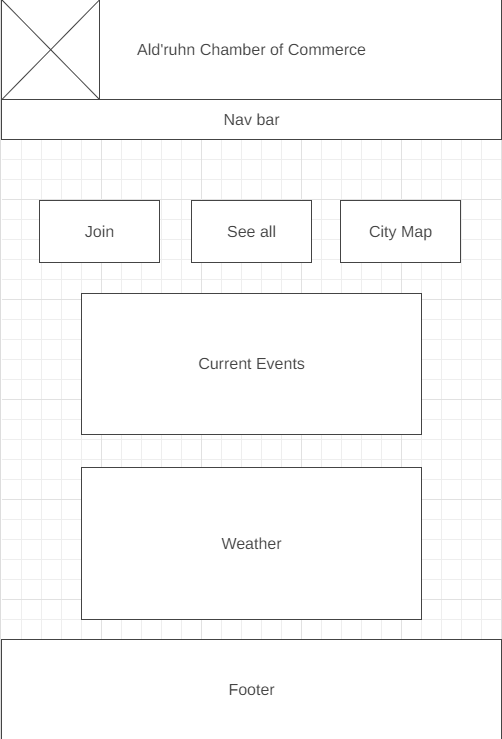 Ald'ruhn Chamber of Commerce
Nav bar
Join
See all
City Map
Current Events
Weather
Footer